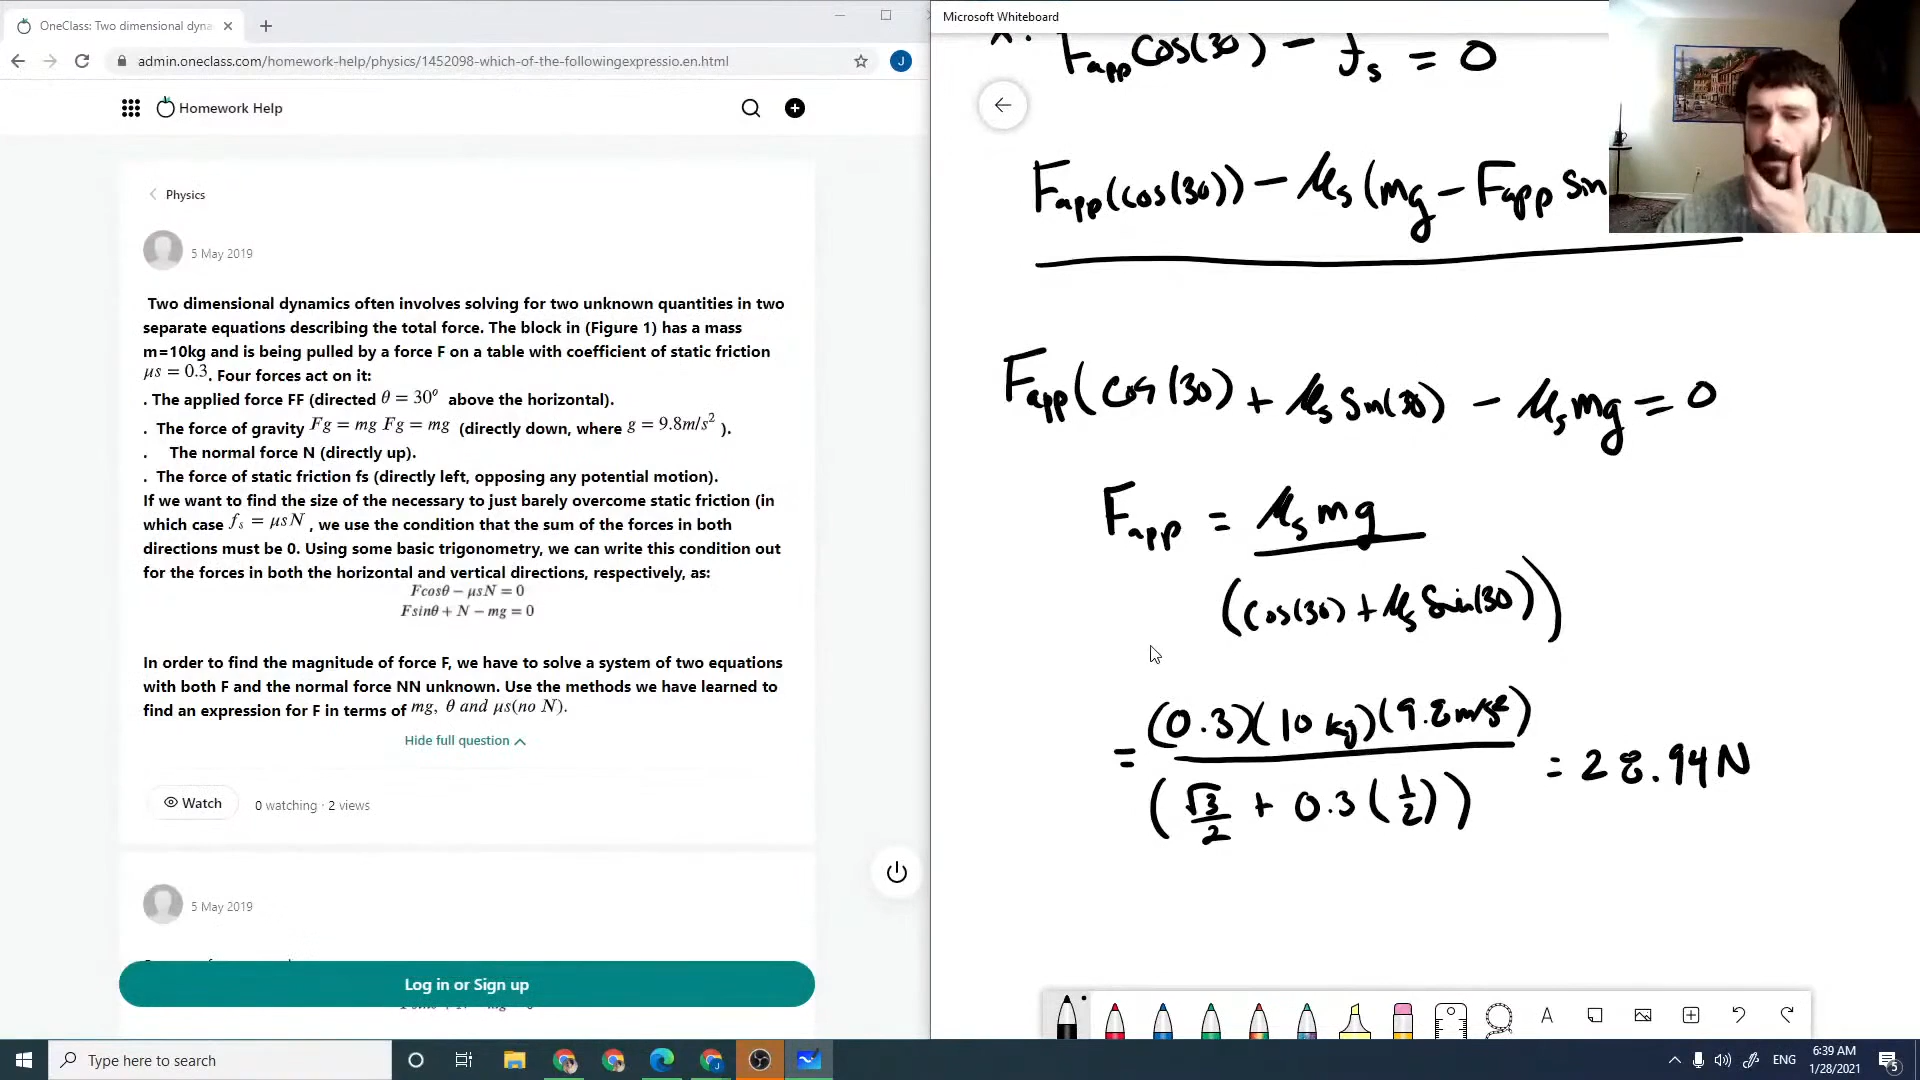 OneClass: Two dimensional dyna
admin.oneclass.com/homework-help/physics/1452098-which-of-the-followingexpressio.en.html
J
Homework Help
Physics
5 May 2019
Two dimensional dynamics often involves solving for two unknown quantities in two
separate equations describing the total force. The block in (Figure 1) has a mass
m=10kg and is being pulled by a force F on a table with coefficient of static friction
μs = 0.3. Four forces act on it:
. The applied force FF (directed θ = 30° above the horizontal).
. The force of gravity Fg = mg Fg = mg (directly down, where g = 9.8m/s² ).
. The normal force N (directly up).
. The force of static friction fs (directly left, opposing any potential motion).
If we want to find the size of the necessary to just barely overcome static friction (in
which case fs = μsN , we use the condition that the sum of the forces in both
directions must be 0. Using some basic trigonometry, we can write this condition out
for the forces in both the horizontal and vertical directions, respectively, as:
Fcosθ − μsN = 0
Fsinθ + N − mg = 0
In order to find the magnitude of force F, we have to solve a system of two equations
with both F and the normal force NN unknown. Use the methods we have learned to
find an expression for F in terms of mg, θ and μs(no N).
Hide full question
Watch 0 watching · 2 views
5 May 2019
Log in or Sign up
Microsoft Whiteboard
Fapp Cos(30) − fs = 0
Fapp(cos(30)) − μs (mg − Fapp sin
Fapp(cos(30) + μs sin(30) − μs mg = 0
Fapp = μs mg
(cos(30) + μs Sin(30))
= (0.3)(10 kg)(9.8 m/s²)
(√3/2 + 0.3 (1/2)) = 28.94 N
A
Type here to search
ENG
6:39 AM
1/28/2021
5